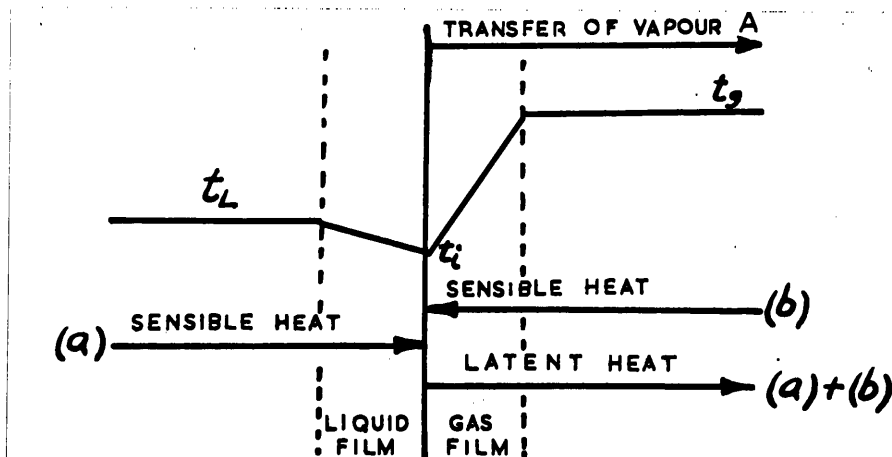 TRANSFER OF VAPOUR A
t_g
t_L
t_i
SENSIBLE HEAT
(b)
SENSIBLE HEAT
(a)
LATENT HEAT
(a)+(b)
LIQUID FILM
GAS FILM